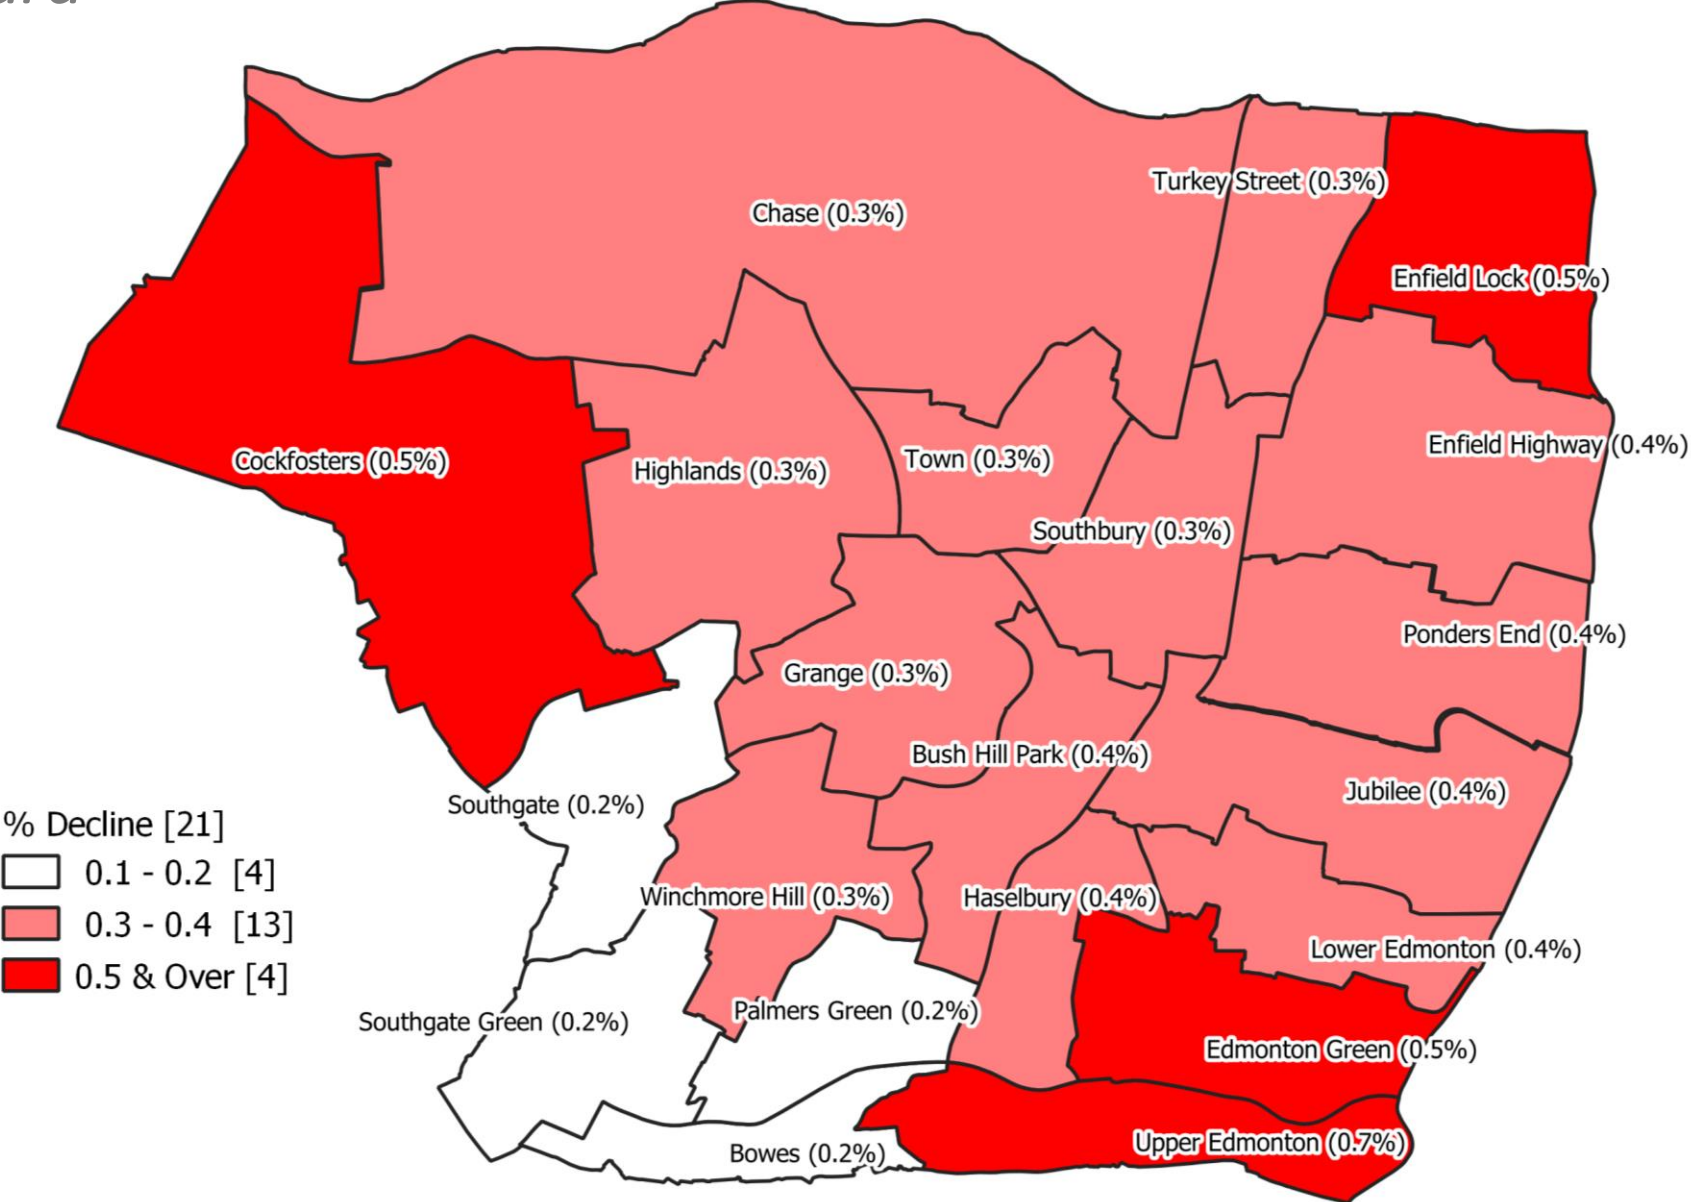 Turkey Street (0.3%)
Chase (0.3%)
Enfield Lock (0.5%)
Enfield Highway (0.4%)
Cockfosters (0.5%)
Highlands (0.3%)
Town (0.3%)
Southbury (0.3%)
Ponders End (0.4%)
Grange (0.3%)
Bush Hill Park (0.4%)
Jubilee (0.4%)
Southgate (0.2%)
% Decline [21]
0.1 - 0.2 [4]
0.3 - 0.4 [13]
0.5 & Over [4]
Winchmore Hill (0.3%)
Haselbury (0.4%)
Lower Edmonton (0.4%)
Palmers Green (0.2%)
Southgate Green (0.2%)
Edmonton Green (0.5%)
Upper Edmonton (0.7%)
Bowes (0.2%)